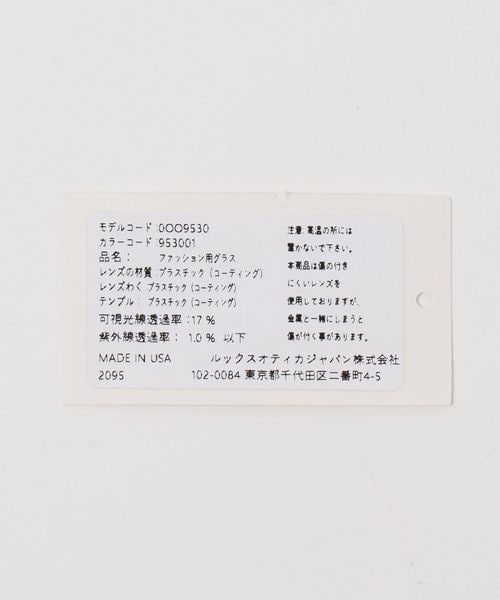 モデルコード:0OO9530
カラーコード:953001
品名： ファッション用グラス
レンズの材質:プラスチック (コーティング)
レンズわく プラスチック (コーティング)
テンプル： プラスチック (コーティング)
可視光線透過率:17 %
紫外線透過率： 1.0 % 以下
MADE IN USA ルックスオティカジャパン株式会社
2095 102-0084 東京都千代田区二番町4-5
注意:高温の所には
置かないで下さい。
本商品は傷の付き
にくいレンズを
使用しておりますが、
金属と一緒にしまうと
傷が付く事があります。